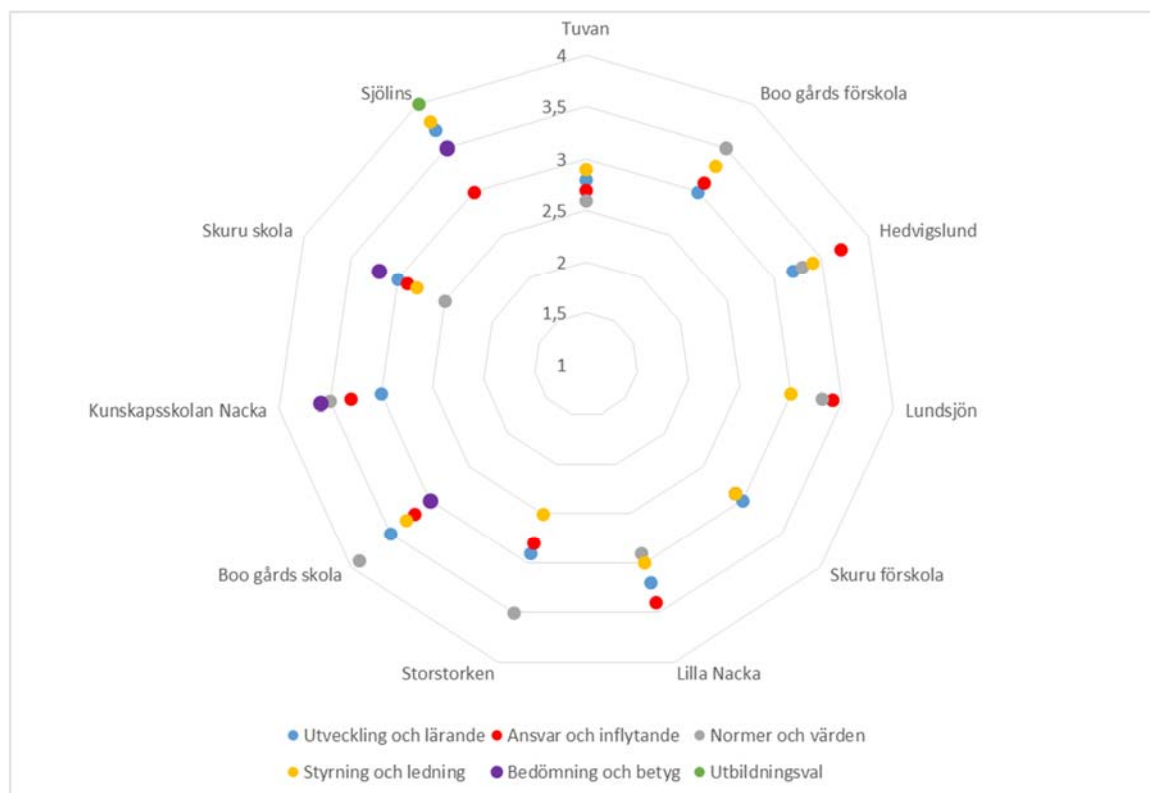 Tuvan
4
Sjölins
Boo gårds förskola
3,5
3
Skuru skola
2,5
Hedvigslund
2
1,5
1
Kunskapsskolan Nacka
Lundsjön
Boo gårds skola
Skuru förskola
Storstorken
Lilla Nacka
Utveckling och lärande Ansvar och inflytande Normer och värden
Styrning och ledning Bedömning och betyg Utbildningsval